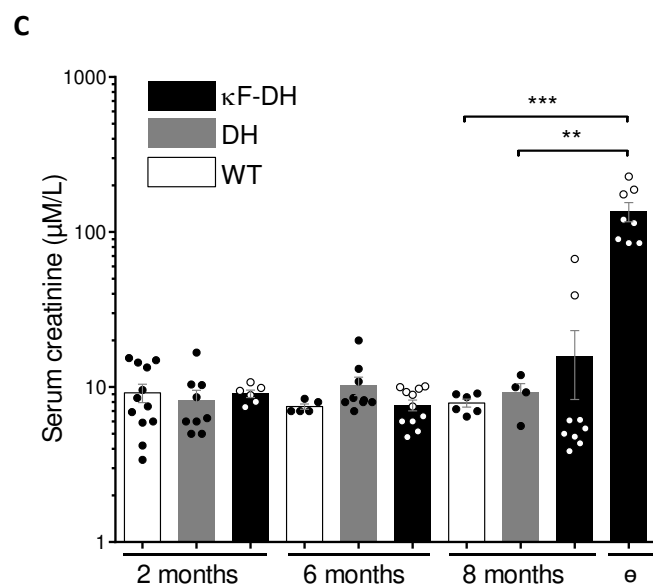 C
1000
100
10
1
Serum creatinine (µM/L)
κF-DH
DH
WT
***
**
2 months
6 months
8 months
ɵ